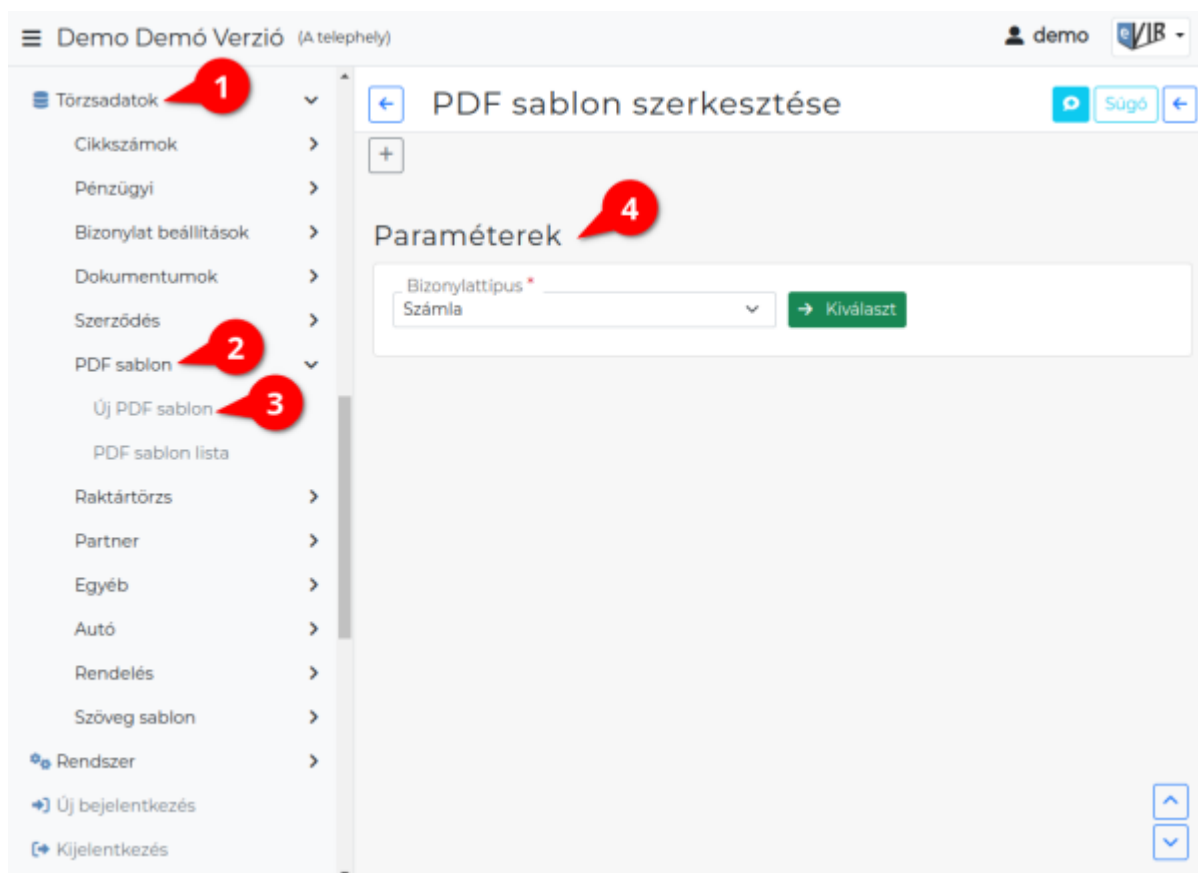 Demo Demó Verzió (A telephely)
demo
eVIR
Törzsadatok
1
Cikkszámok
Pénzügyi
Bizonylat beállítások
Dokumentumok
Szerződés
PDF sablon
2
Új PDF sablon
3
PDF sablon lista
Raktártörzs
Partner
Egyéb
Autó
Rendelés
Szöveg sablon
Rendszer
Új bejelentkezés
Kijelentkezés
PDF sablon szerkesztése
Súgó
Paraméterek
4
Bizonylattípus *
Számla
Kiválaszt